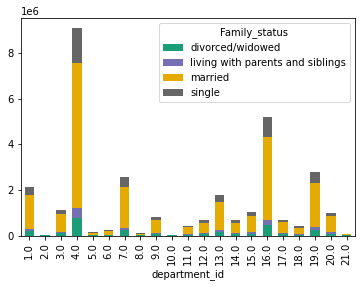 1e6
Family_status
divorced/widowed
living with parents and siblings
married
single
8
6
4
2
0
1.0 2.0 3.0 4.0 5.0 6.0 7.0 8.0 9.0 10.0 11.0 12.0 13.0 14.0 15.0 16.0 17.0 18.0 19.0 20.0 21.0
department_id